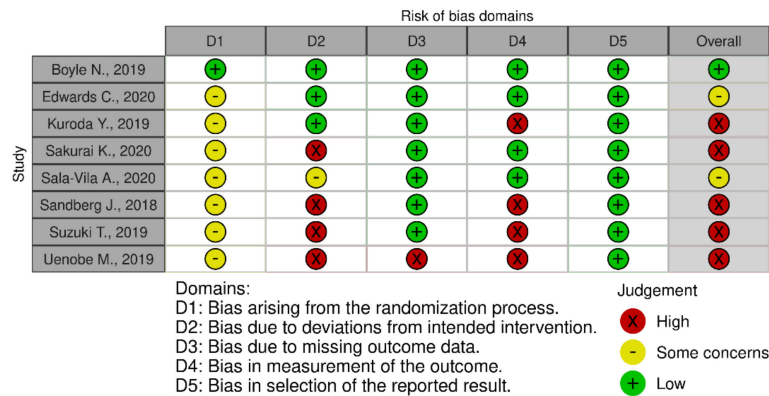 Risk of bias domains
D1 D2 D3 D4 D5 Overall
Study
Boyle N., 2019 + + + + + +
Edwards C., 2020 - + + + + -
Kuroda Y., 2019 - + + X + X
Sakurai K., 2020 - X + + + X
Sala-Vila A., 2020 - - + + + -
Sandberg J., 2018 - X + X + X
Suzuki T., 2019 - X + X + X
Uenobe M., 2019 - X X X + X
Domains:
D1: Bias arising from the randomization process.
D2: Bias due to deviations from intended intervention.
D3: Bias due to missing outcome data.
D4: Bias in measurement of the outcome.
D5: Bias in selection of the reported result.
Judgement
X High
- Some concerns
+ Low